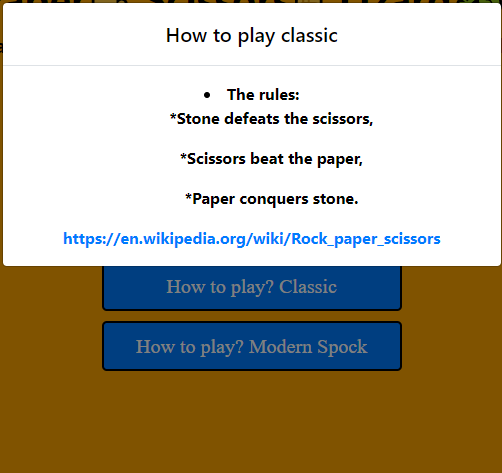 How to play classic
• The rules:
*Stone defeats the scissors,
*Scissors beat the paper,
*Paper conquers stone.
https://en.wikipedia.org/wiki/Rock_paper_scissors
How to play? Classic
How to play? Modern Spock